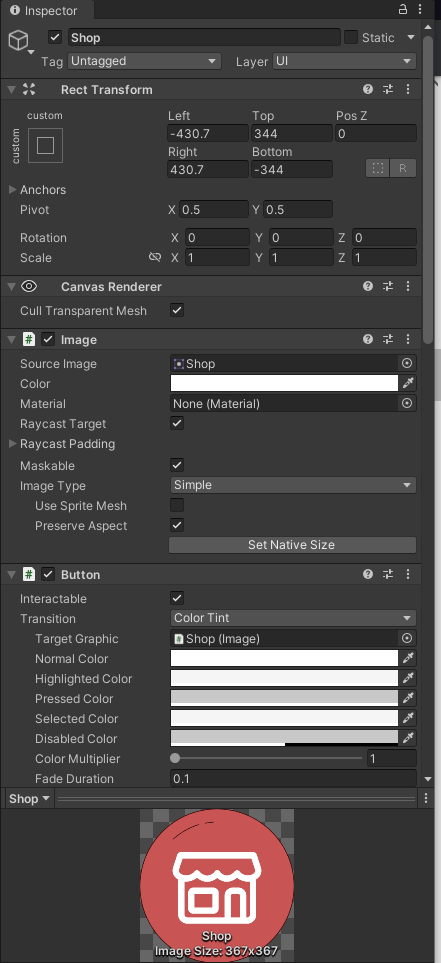 Inspector
Shop Static
Tag Untagged Layer UI
Rect Transform
custom Left Top Pos Z
custom -430.7 344 0
Right Bottom
430.7 -344 R
Anchors
Pivot X 0.5 Y 0.5
Rotation X 0 Y 0 Z 0
Scale X 1 Y 1 Z 1
Canvas Renderer
Cull Transparent Mesh
# Image
Source Image Shop
Color
Material None (Material)
Raycast Target
Raycast Padding
Maskable
Image Type Simple
Use Sprite Mesh
Preserve Aspect
Set Native Size
# Button
Interactable
Transition Color Tint
Target Graphic # Shop (Image)
Normal Color
Highlighted Color
Pressed Color
Selected Color
Disabled Color
Color Multiplier 1
Fade Duration 0.1
Shop
Shop
Image Size: 367x367